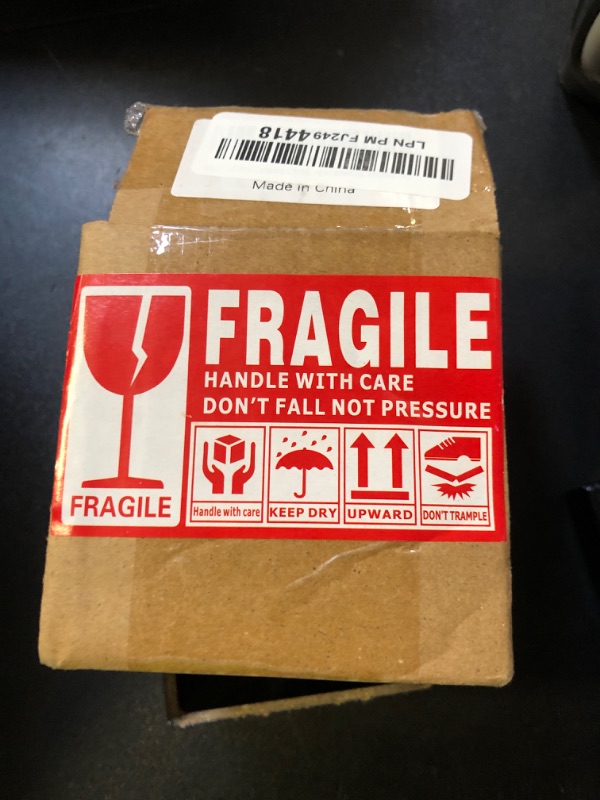 LPN PM FJ2494418
Made in China
FRAGILE
HANDLE WITH CARE
DON'T FALL NOT PRESSURE
FRAGILE
Handle with care
KEEP DRY
UPWARD
DON'T TRAMPLE